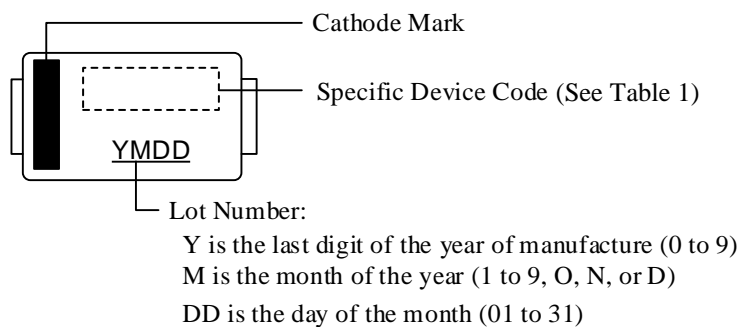 Cathode Mark
Specific Device Code (See Table 1)
YMDD
Lot Number:
Y is the last digit of the year of manufacture (0 to 9)
M is the month of the year (1 to 9, O, N, or D)
DD is the day of the month (01 to 31)